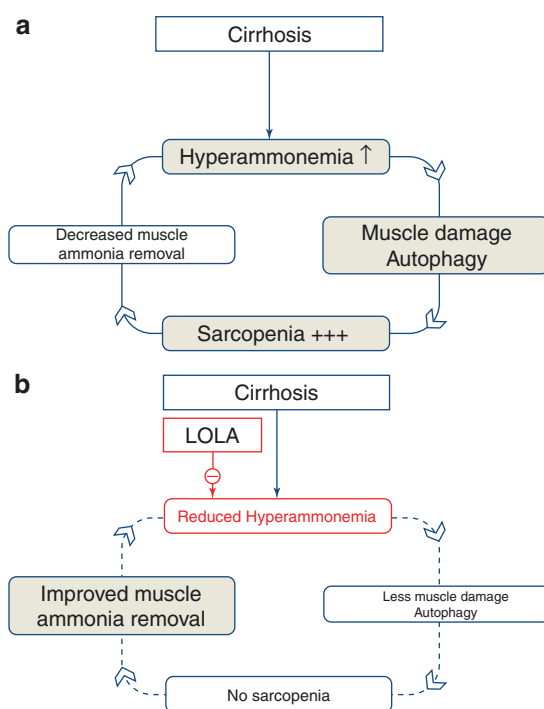 a
Cirrhosis
Hyperammonemia ↑
Decreased muscle
ammonia removal
Muscle damage
Autophagy
Sarcopenia +++
b
Cirrhosis
LOLA
−
Reduced Hyperammonemia
Improved muscle
ammonia removal
Less muscle damage
Autophagy
No sarcopenia